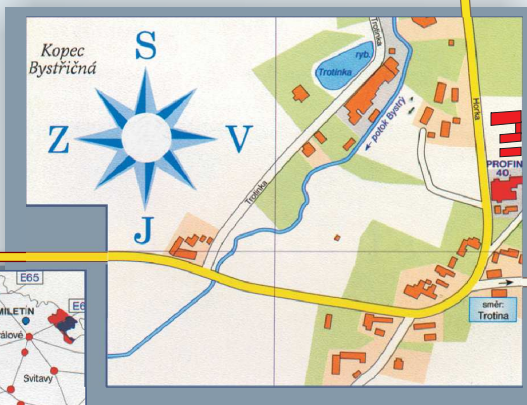 Kopec
Bystřičná
S
Z
V
J
Trotinka
ryb.
Trotinka
potok Bystrý
Trotinka
Horka
PROFIN
40
směr:
Trotina
E65
MILETÍN
Svitavy